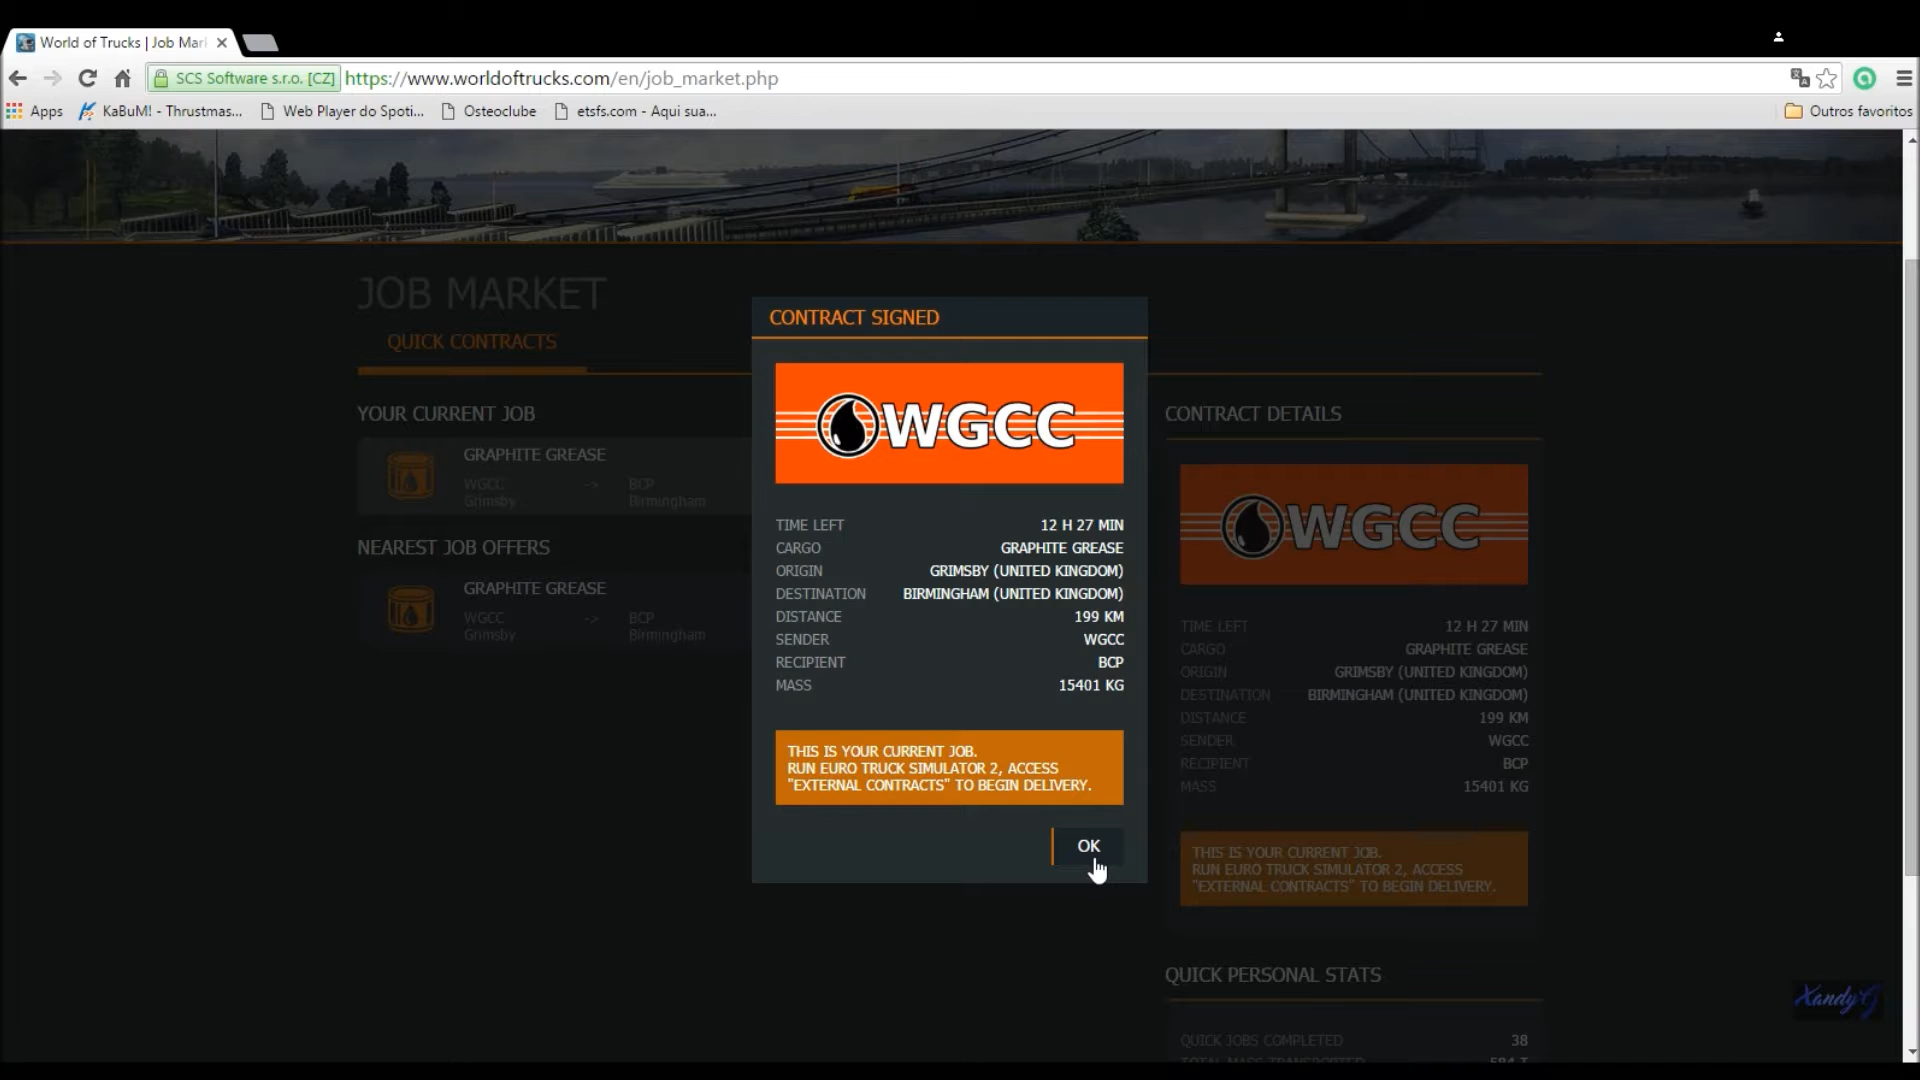 World of Trucks | Job Mar
SCS Software s.r.o. [CZ] https://www.worldoftrucks.com/en/job_market.php
Apps KaBuM! - Thrustmas... Web Player do Spoti... Osteoclube etsfs.com - Aqui sua... Outros favoritos
JOB MARKET
QUICK CONTRACTS
YOUR CURRENT JOB
GRAPHITE GREASE
WGCC -> BCP
Grimsby Birmingham
NEAREST JOB OFFERS
GRAPHITE GREASE
WGCC -> BCP
Grimsby Birmingham
CONTRACT SIGNED
WGCC
TIME LEFT 12 H 27 MIN
CARGO GRAPHITE GREASE
ORIGIN GRIMSBY (UNITED KINGDOM)
DESTINATION BIRMINGHAM (UNITED KINGDOM)
DISTANCE 199 KM
SENDER WGCC
RECIPIENT BCP
MASS 15401 KG
THIS IS YOUR CURRENT JOB.
RUN EURO TRUCK SIMULATOR 2, ACCESS
"EXTERNAL CONTRACTS" TO BEGIN DELIVERY.
OK
CONTRACT DETAILS
WGCC
TIME LEFT 12 H 27 MIN
CARGO GRAPHITE GREASE
ORIGIN GRIMSBY (UNITED KINGDOM)
DESTINATION BIRMINGHAM (UNITED KINGDOM)
DISTANCE 199 KM
SENDER WGCC
RECIPIENT BCP
MASS 15401 KG
THIS IS YOUR CURRENT JOB.
RUN EURO TRUCK SIMULATOR 2, ACCESS
"EXTERNAL CONTRACTS" TO BEGIN DELIVERY.
QUICK PERSONAL STATS
QUICK JOBS COMPLETED 38
TOTAL MASS TRANSPORTED 584 T
XandyG